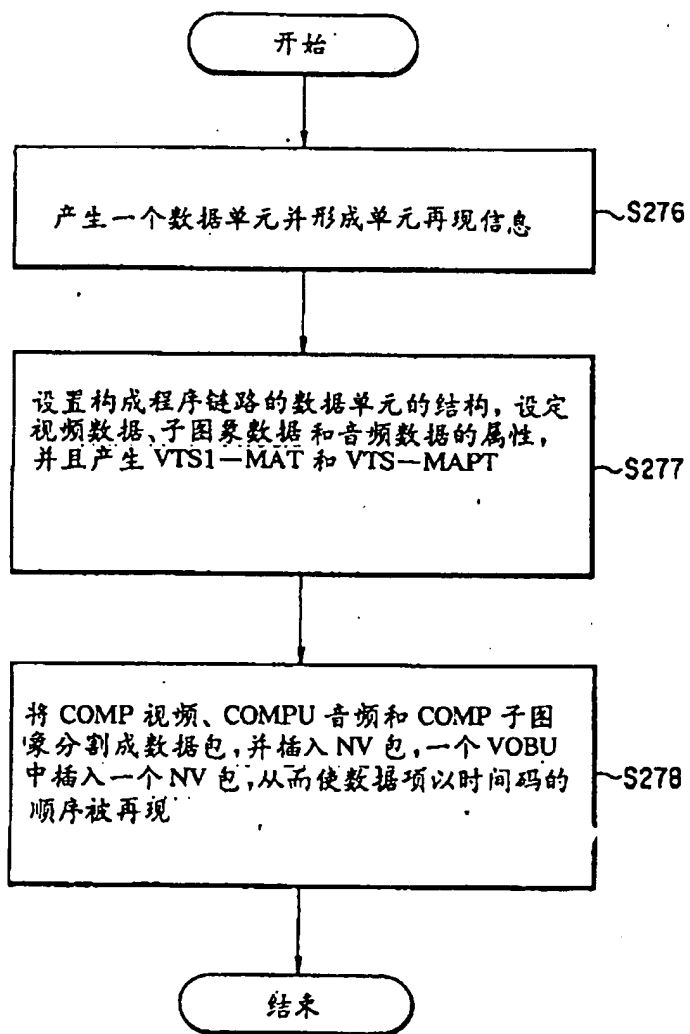 开始
产生一个数据单元并形成单元再现信息
S276
设置构成程序链路的数据单元的结构，设定
视频数据、子图象数据和音频数据的属性，
并且产生 VTS1－MAT 和 VTS－MAPT
S277
将 COMP 视频、COMPU 音频和 COMP 子图
象分割成数据包，并插入 NV 包，一个 VOBU
中插入一个 NV 包，从而使数据项以时间码的
顺序被再现
S278
结束